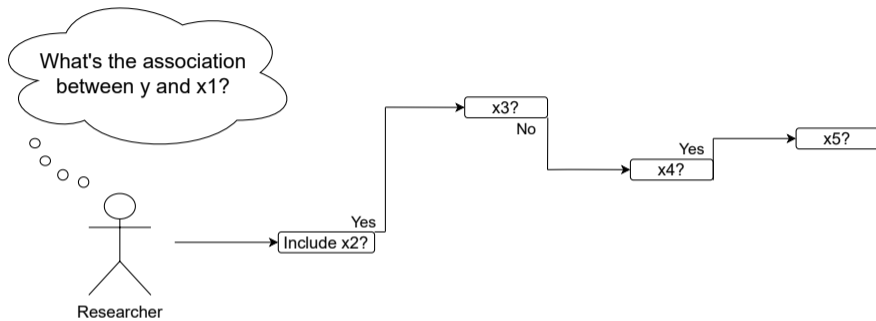 What's the association
between y and x1?
Researcher
Include x2?
Yes
x3?
No
x4?
Yes
x5?